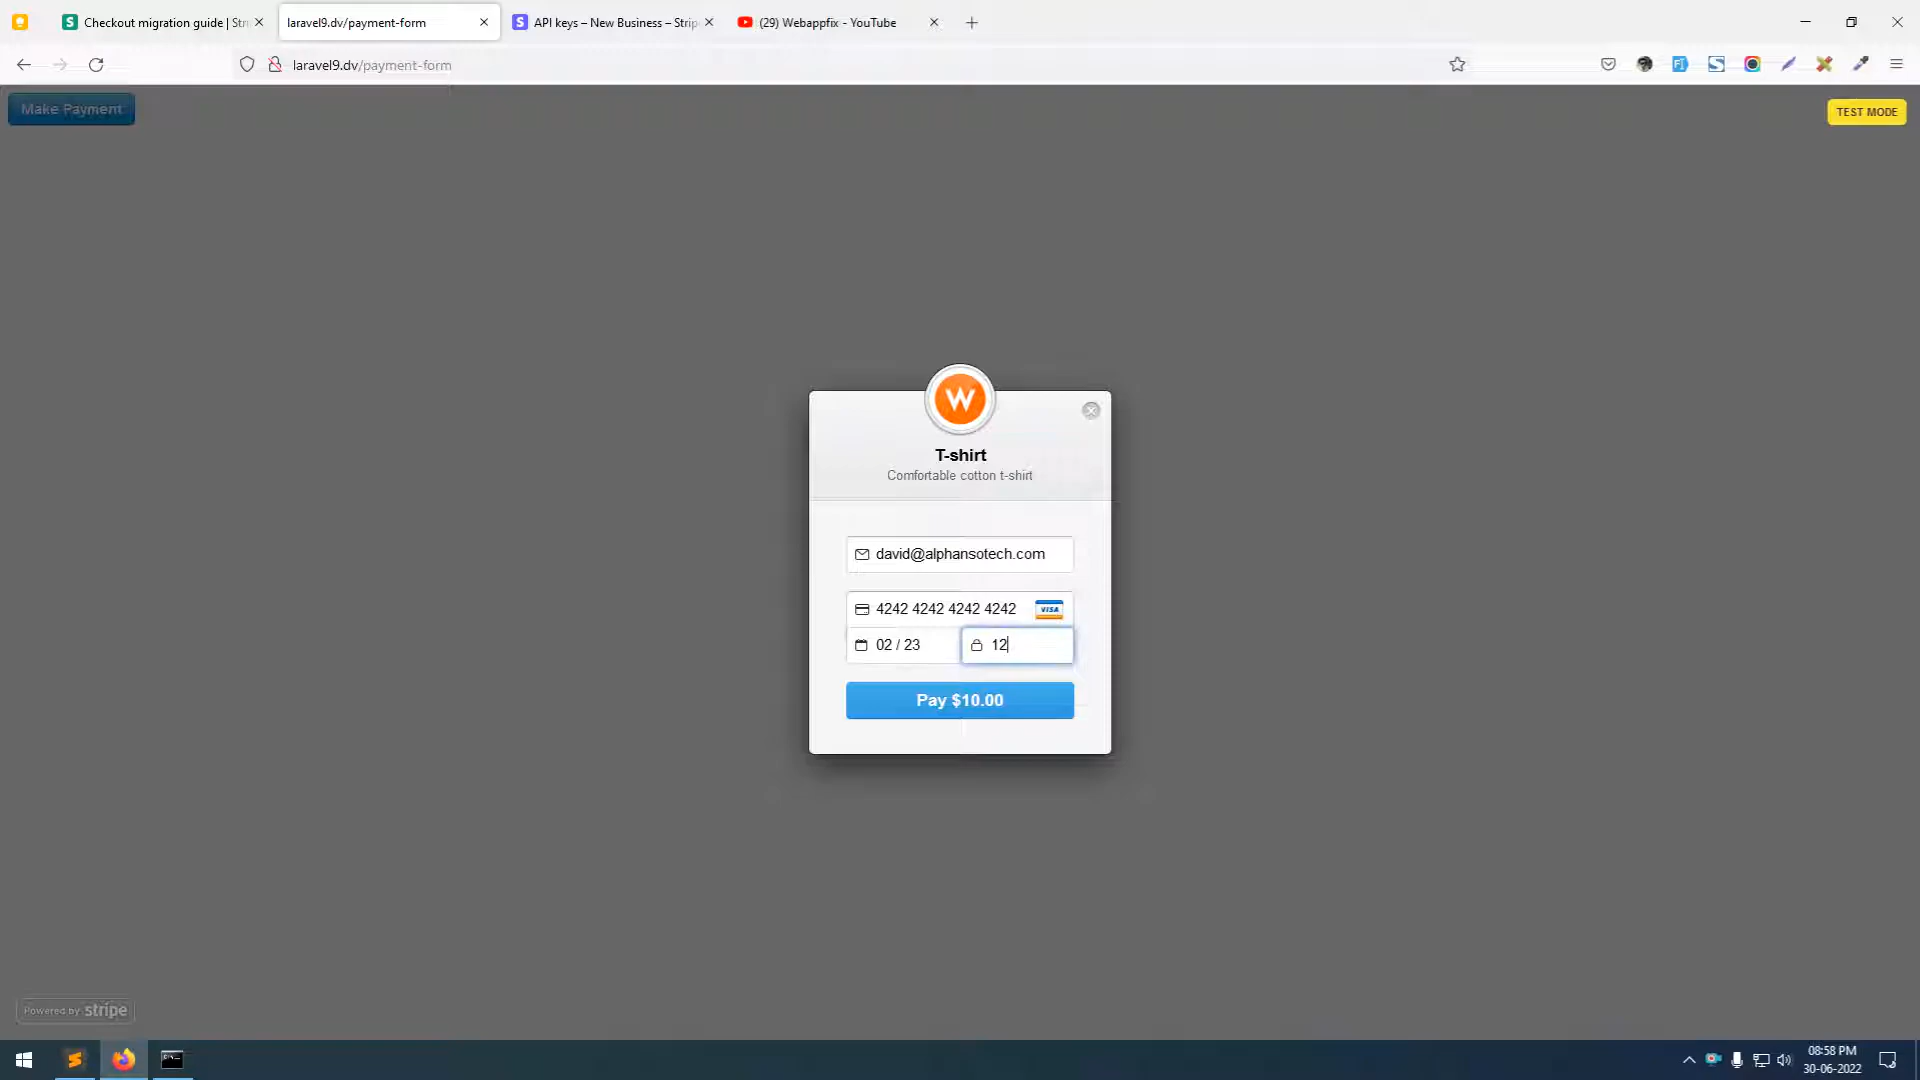 Checkout migration guide | Str
laravel9.dv/payment-form
API keys – New Business – Strip
(29) Webappfix - YouTube
laravel9.dv/payment-form
Make Payment
TEST MODE
W
T-shirt
Comfortable cotton t-shirt
david@alphansotech.com
4242 4242 4242 4242
VISA
02 / 23
12
Pay $10.00
Powered by stripe
08:58 PM
30-06-2022